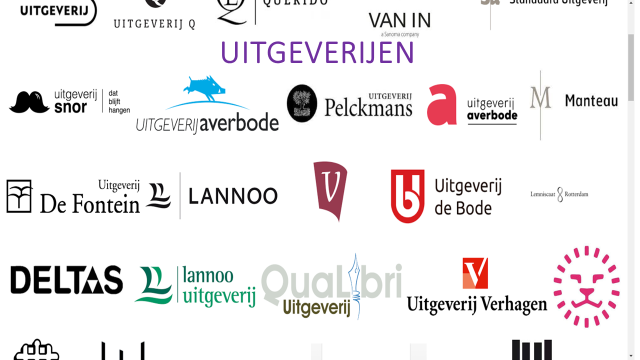 UITGEVERIJ
UITGEVERIJ Q
QUERIDO
VAN IN
a Sanoma company
Standaard Uitgeverij
UITGEVERIJEN
uitgeverij
snor
dat
blijft
hangen
UITGEVERIJaverbode
UITGEVERIJ
Pelckmans
a
uitgeverij
averbode
M
Manteau
Uitgeverij
De Fontein
LANNOO
V
b
Uitgeverij
de Bode
Lemniscaat
Rotterdam
DELTAS
lannoo
uitgeverij
QuaLibri
Uitgeverij
V
Uitgeverij Verhagen